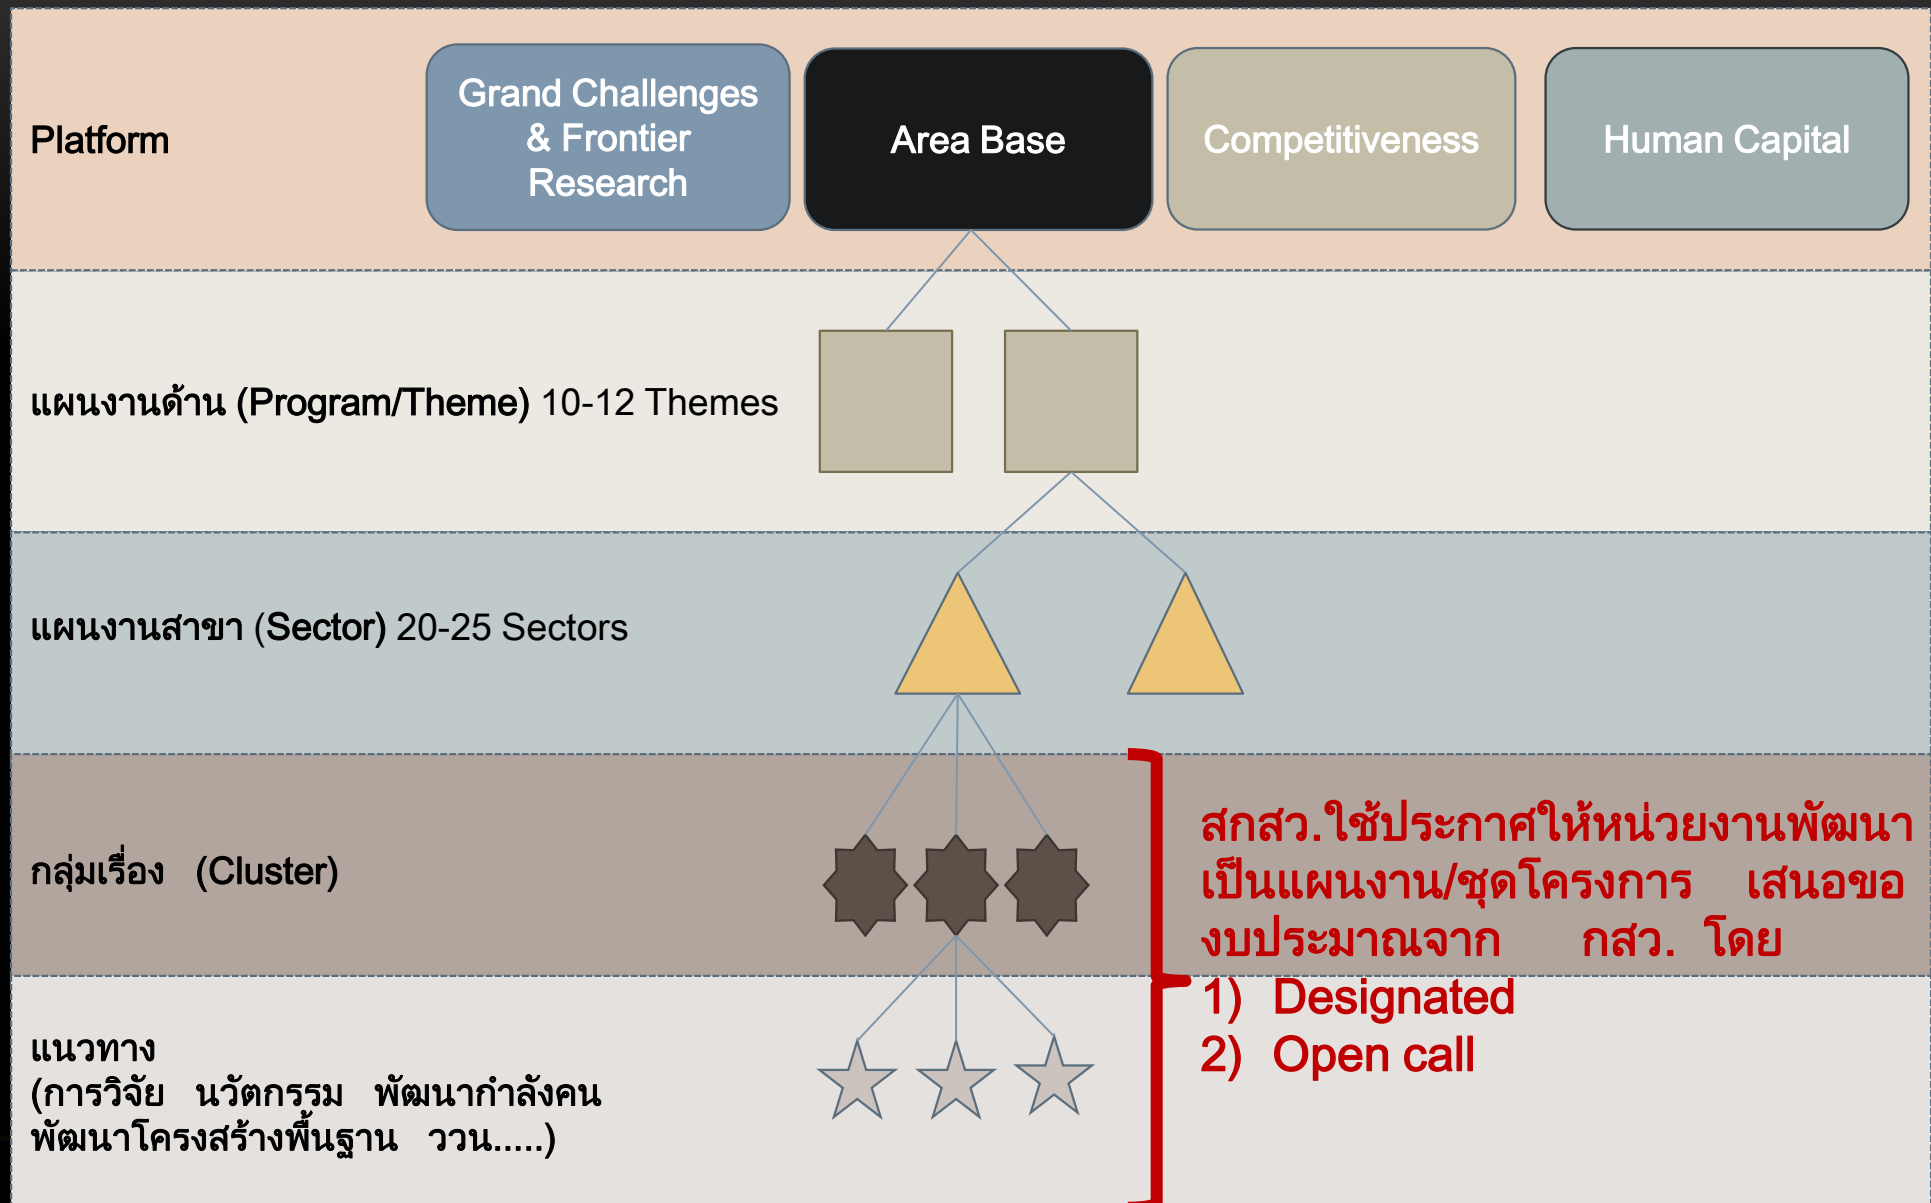 Platform
Grand Challenges
& Frontier
Research
Area Base
Competitiveness
Human Capital
แผนงานด้าน (Program/Theme) 10-12 Themes
แผนงานสาขา (Sector) 20-25 Sectors
กลุ่มเรื่อง (Cluster)
สกสว.ใช้ประกาศให้หน่วยงานพัฒนา
เป็นแผนงาน/ชุดโครงการ เสนอขอ
งบประมาณจาก กสว. โดย
1) Designated
2) Open call
แนวทาง
(การวิจัย นวัตกรรม พัฒนากำลังคน
พัฒนาโครงสร้างพื้นฐาน ววน.....)